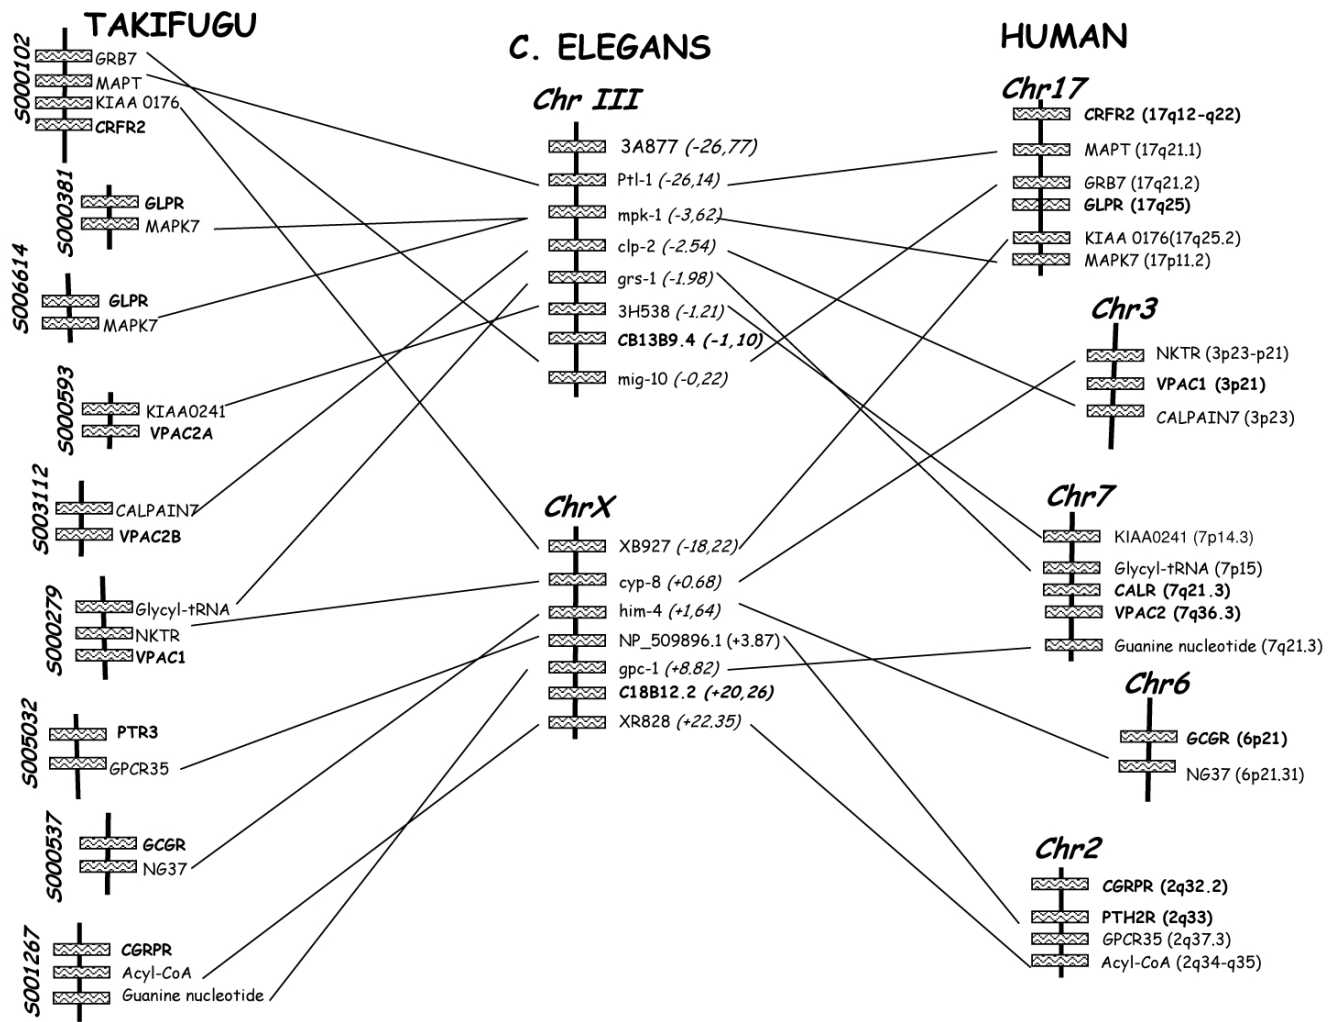 TAKIFUGU
S000102
GRB7
MAPT
KIAA 0176
CRFR2
S000381
GLPR
MAPK7
S006614
GLPR
MAPK7
S000593
KIAA0241
VPAC2A
S003112
CALPAIN7
VPAC2B
S000279
Glycyl-tRNA
NKTR
VPAC1
S005032
PTR3
GPCR35
S000537
GCGR
NG37
S001267
CGRPR
Acyl-CoA
Guanine nucleotide
C. ELEGANS
Chr III
3A877 (-26,77)
Ptl-1 (-26,14)
mpk-1 (-3,62)
clp-2 (-2.54)
grs-1 (-1.98)
3H538 (-1.21)
CB13B9.4 (-1,10)
mig-10 (-0,22)
ChrX
XB927 (-18,22)
cyp-8 (+0.68)
him-4 (+1,64)
NP_509896.1 (+3.87)
gpc-1 (+8.82)
C18B12.2 (+20,26)
XR828 (+22.35)
HUMAN
Chr17
CRFR2 (17q12-q22)
MAPT (17q21.1)
GRB7 (17q21.2)
GLPR (17q25)
KIAA 0176(17q25.2)
MAPK7 (17p11.2)
Chr3
NKTR (3p23-p21)
VPAC1 (3p21)
CALPAIN7 (3p23)
Chr7
KIAA0241 (7p14.3)
Glycyl-tRNA (7p15)
CALR (7q21.3)
VPAC2 (7q36.3)
Guanine nucleotide (7q21.3)
Chr6
GCGR (6p21)
NG37 (6p21.31)
Chr2
CGRPR (2q32.2)
PTH2R (2q33)
GPCR35 (2q37.3)
Acyl-CoA (2q34-q35)